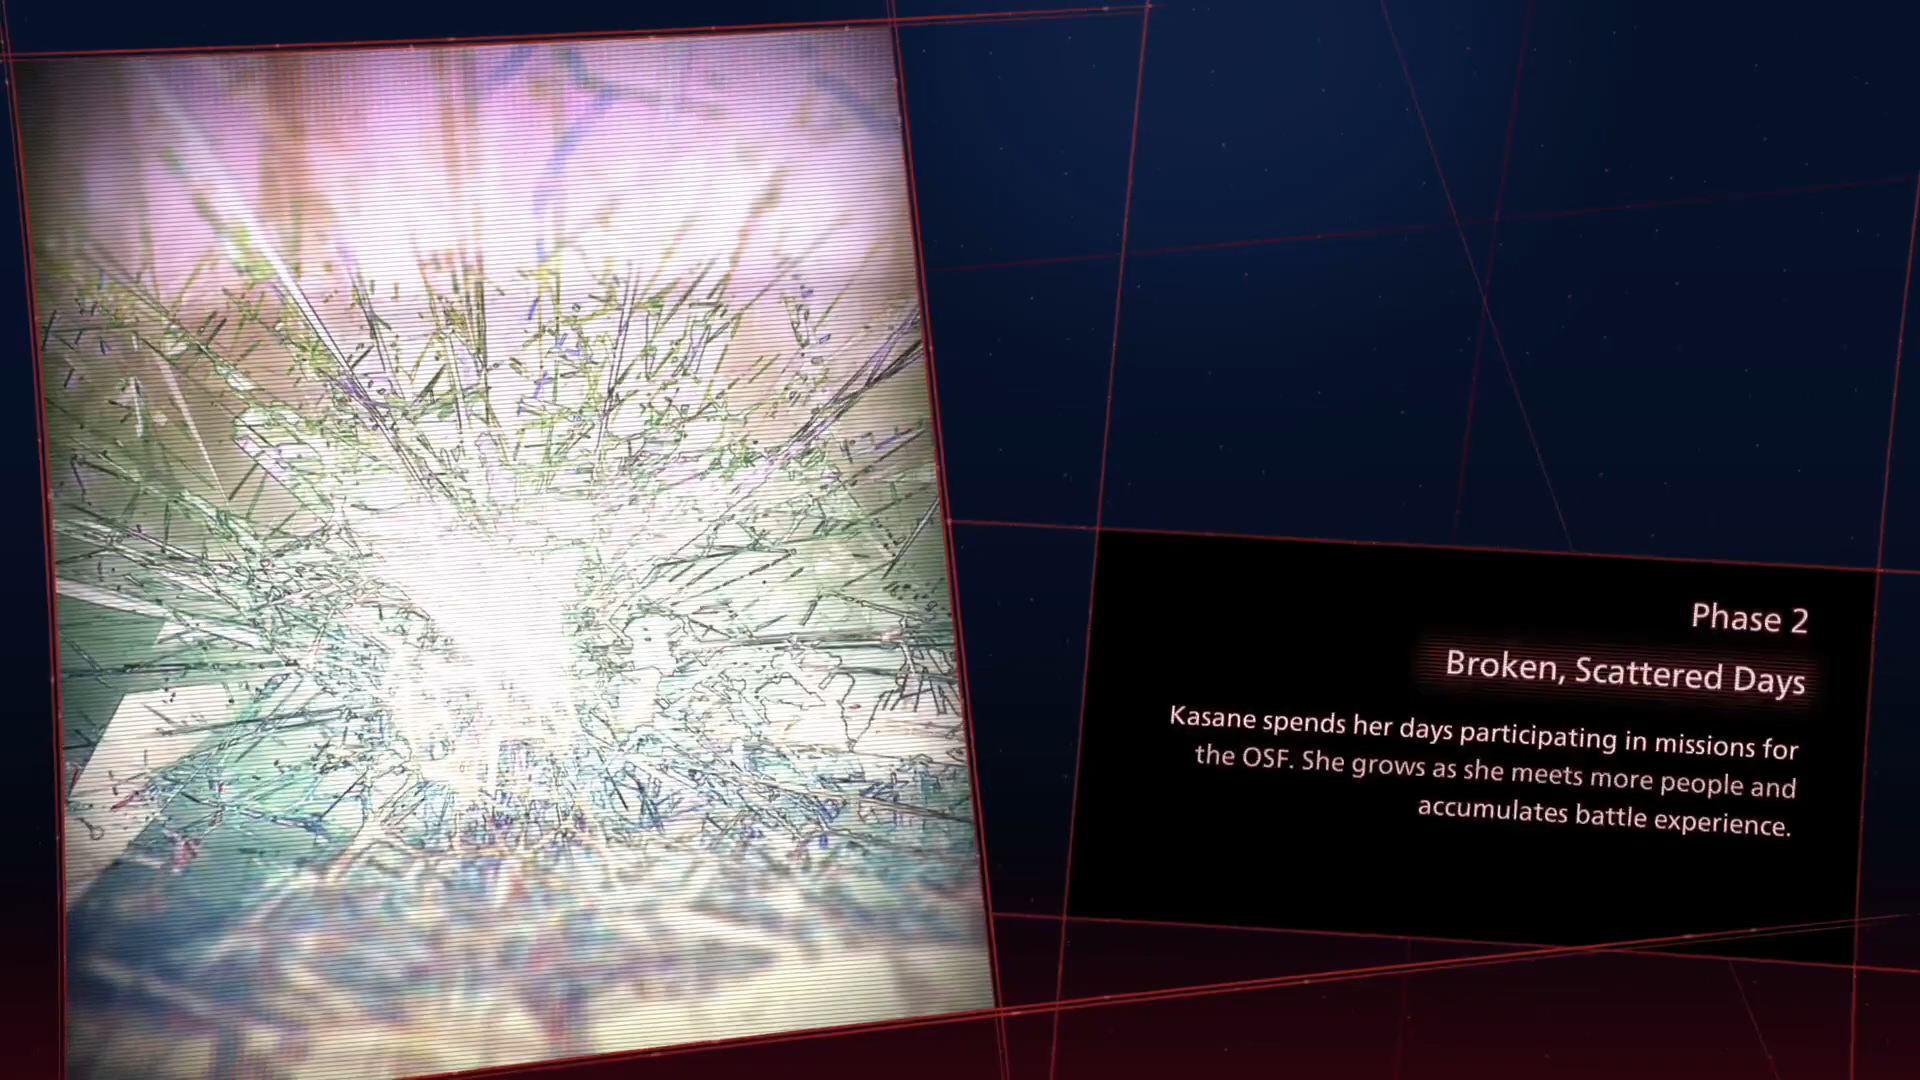 Phase 2
Broken, Scattered Days
Kasane spends her days participating in missions for
the OSF. She grows as she meets more people and
accumulates battle experience.